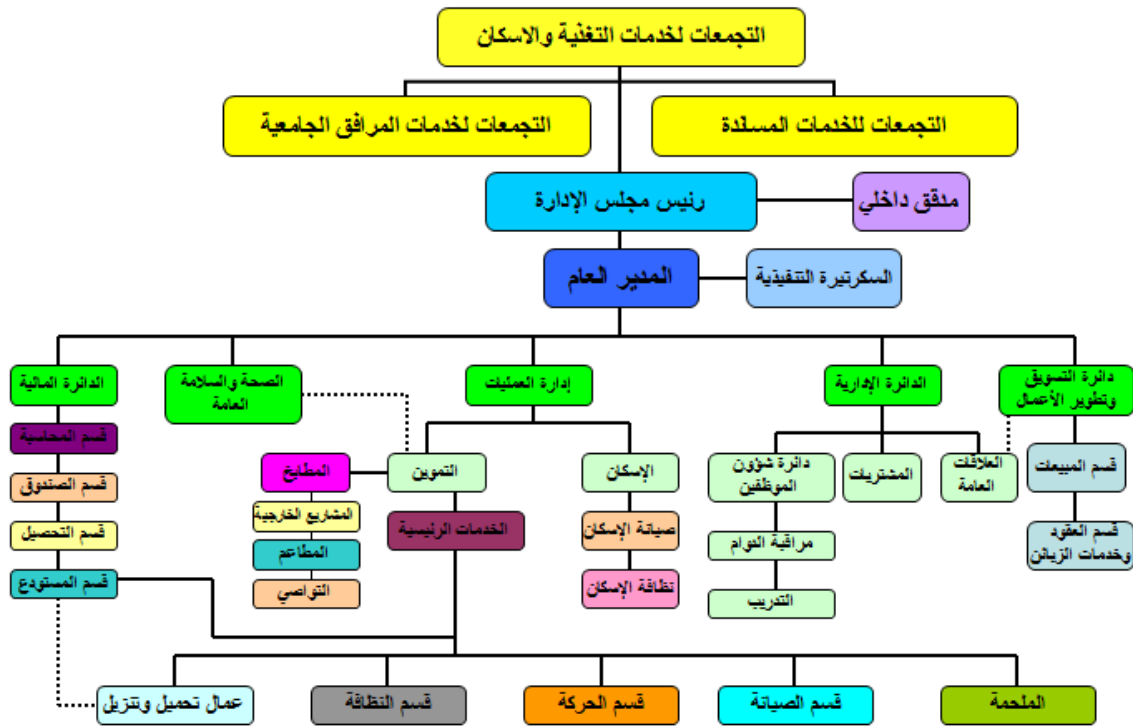 التجمعات لخدمات التغذية والاسكان
التجمعات للخدمات المساندة
التجمعات لخدمات المرافق الجامعية
رئيس مجلس الإدارة
مدقق داخلي
المدير العام
السكرتيرة التنفيذية
دائرة التسويق
وتطوير الأعمال
الدائرة الإدارية
إدارة العمليات
الصحة والسلامة
العامة
الدائرة المالية
قسم المبيعات
قسم العقود
وخدمات الزبائن
العلاقات
العامة
المشتريات
دائرة شؤون
الموظفين
مراقبة الدوام
التدريب
الإسكان
صيانة الإسكان
نظافة الإسكان
التموين
الخدمات الرئيسية
المطابخ
المشاريع الخارجية
المطاعم
التواصي
قسم المحاسبة
قسم الصندوق
قسم التحصيل
قسم المستودع
الملحمة
قسم الصيانة
قسم الحركة
قسم النظافة
عمال تحميل وتنزيل